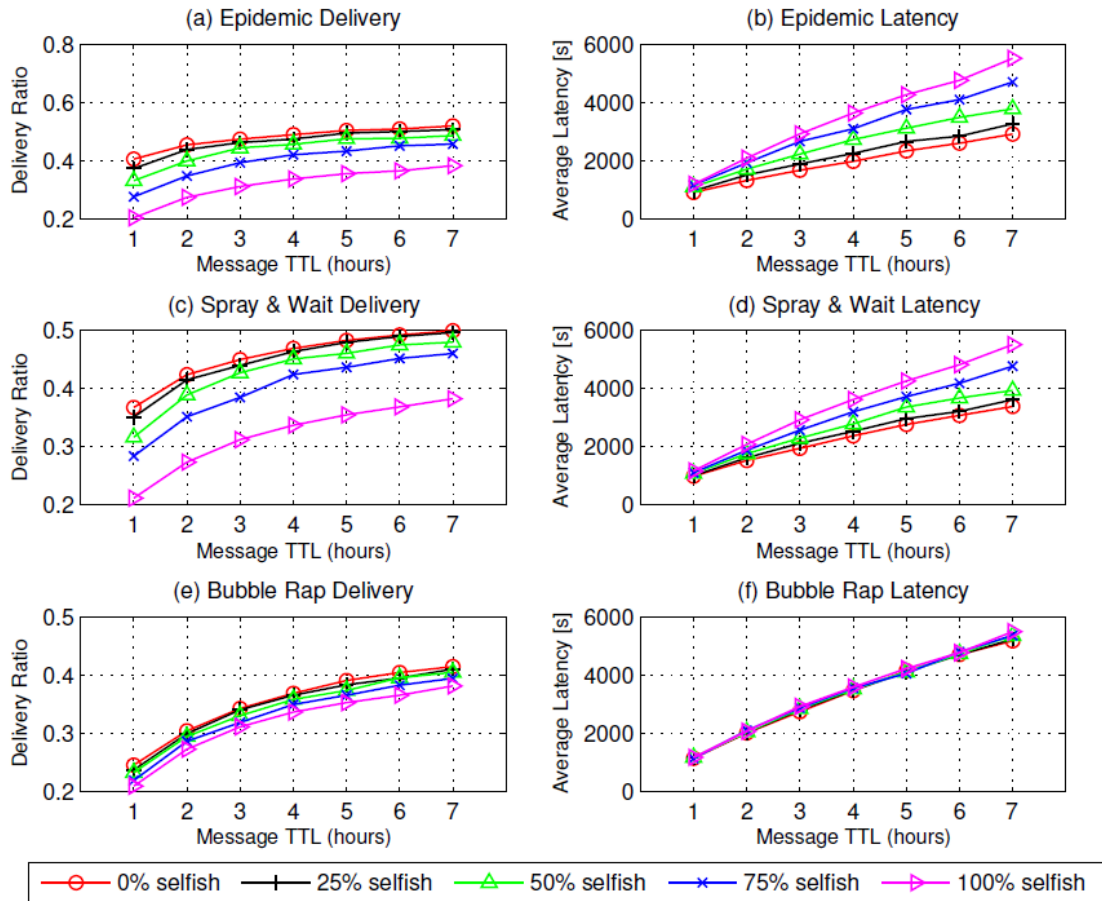 (a) Epidemic Delivery
Delivery Ratio
0.8
0.6
0.4
0.2
1 2 3 4 5 6 7
Message TTL (hours)
(b) Epidemic Latency
Average Latency [s]
6000
4000
2000
0
1 2 3 4 5 6 7
Message TTL (hours)
(c) Spray & Wait Delivery
Delivery Ratio
0.5
0.4
0.3
0.2
1 2 3 4 5 6 7
Message TTL (hours)
(d) Spray & Wait Latency
Average Latency [s]
6000
4000
2000
0
1 2 3 4 5 6 7
Message TTL (hours)
(e) Bubble Rap Delivery
Delivery Ratio
0.5
0.4
0.3
0.2
1 2 3 4 5 6 7
Message TTL (hours)
(f) Bubble Rap Latency
Average Latency [s]
6000
4000
2000
0
1 2 3 4 5 6 7
Message TTL (hours)
0% selfish 25% selfish 50% selfish 75% selfish 100% selfish